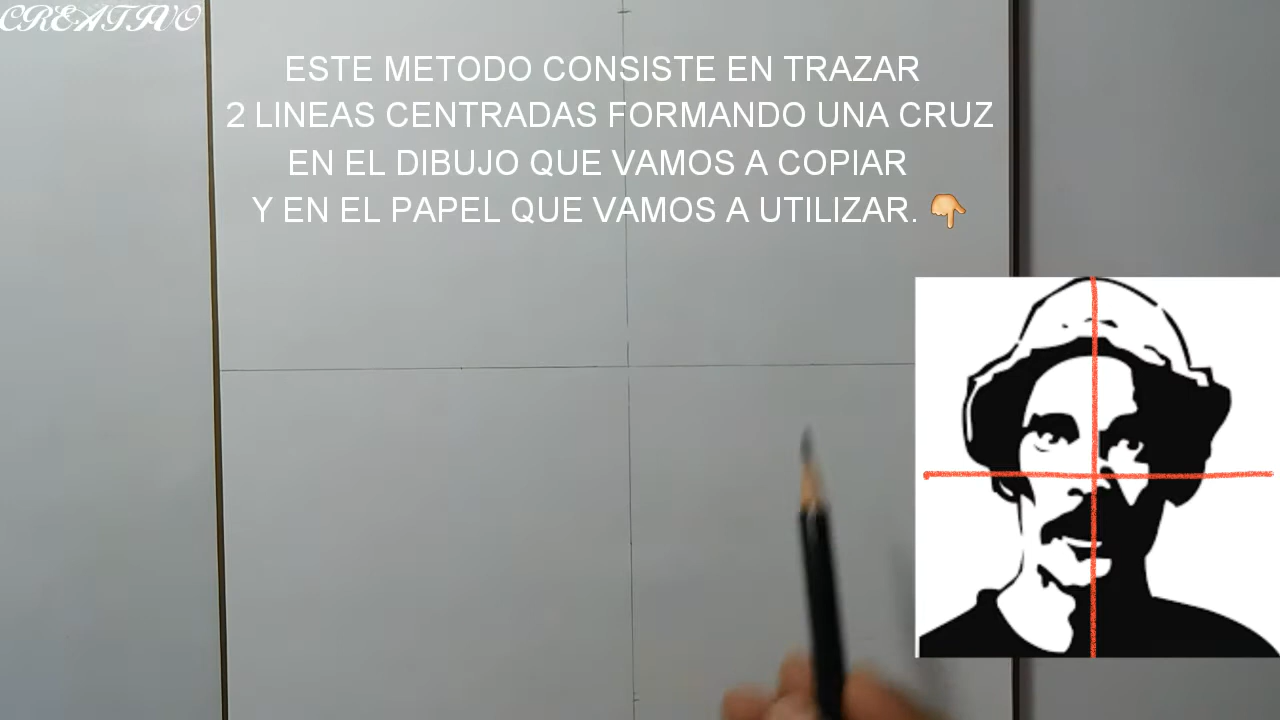 CREATIVO
ESTE METODO CONSISTE EN TRAZAR
2 LINEAS CENTRADAS FORMANDO UNA CRUZ
EN EL DIBUJO QUE VAMOS A COPIAR
Y EN EL PAPEL QUE VAMOS A UTILIZAR. 👇